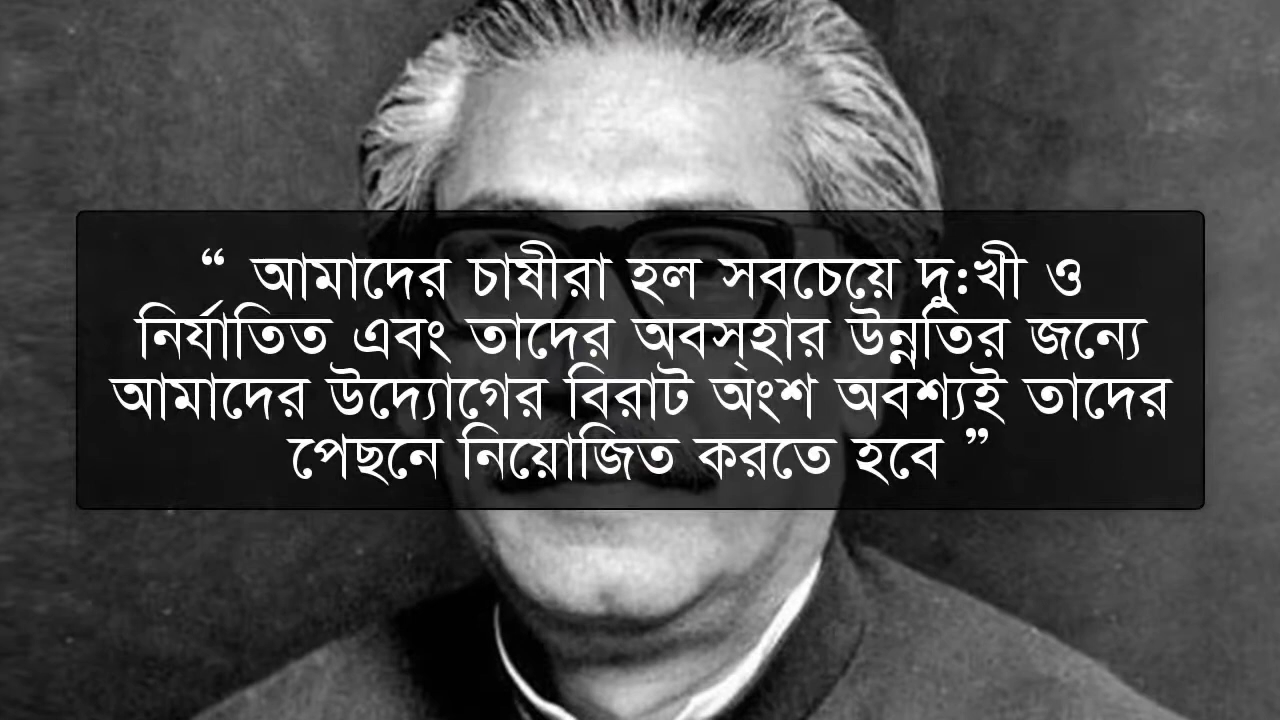 “ আমাদের চাষীরা হল সবচেয়ে দু:খী ও
নির্যাতিত এবং তাদের অবস্‌হার উন্নতির জন্যে
আমাদের উদ্যোগের বিরাট অংশ অবশ্যই তাদের
পেছনে নিয়োজিত করতে হবে ”